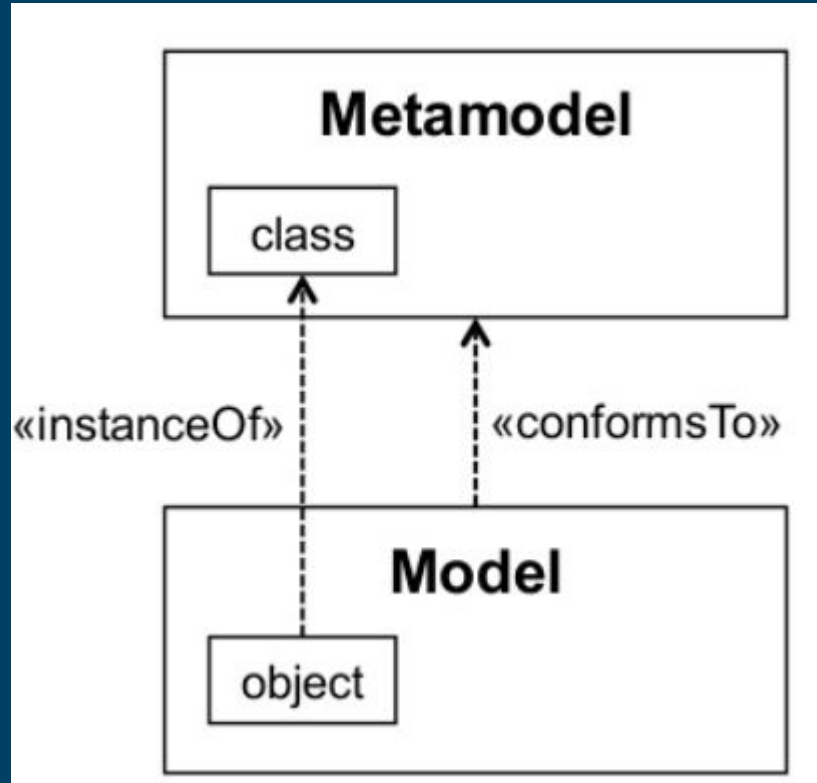 Metamodel
class
«instanceOf»
«conformsTo»
Model
object